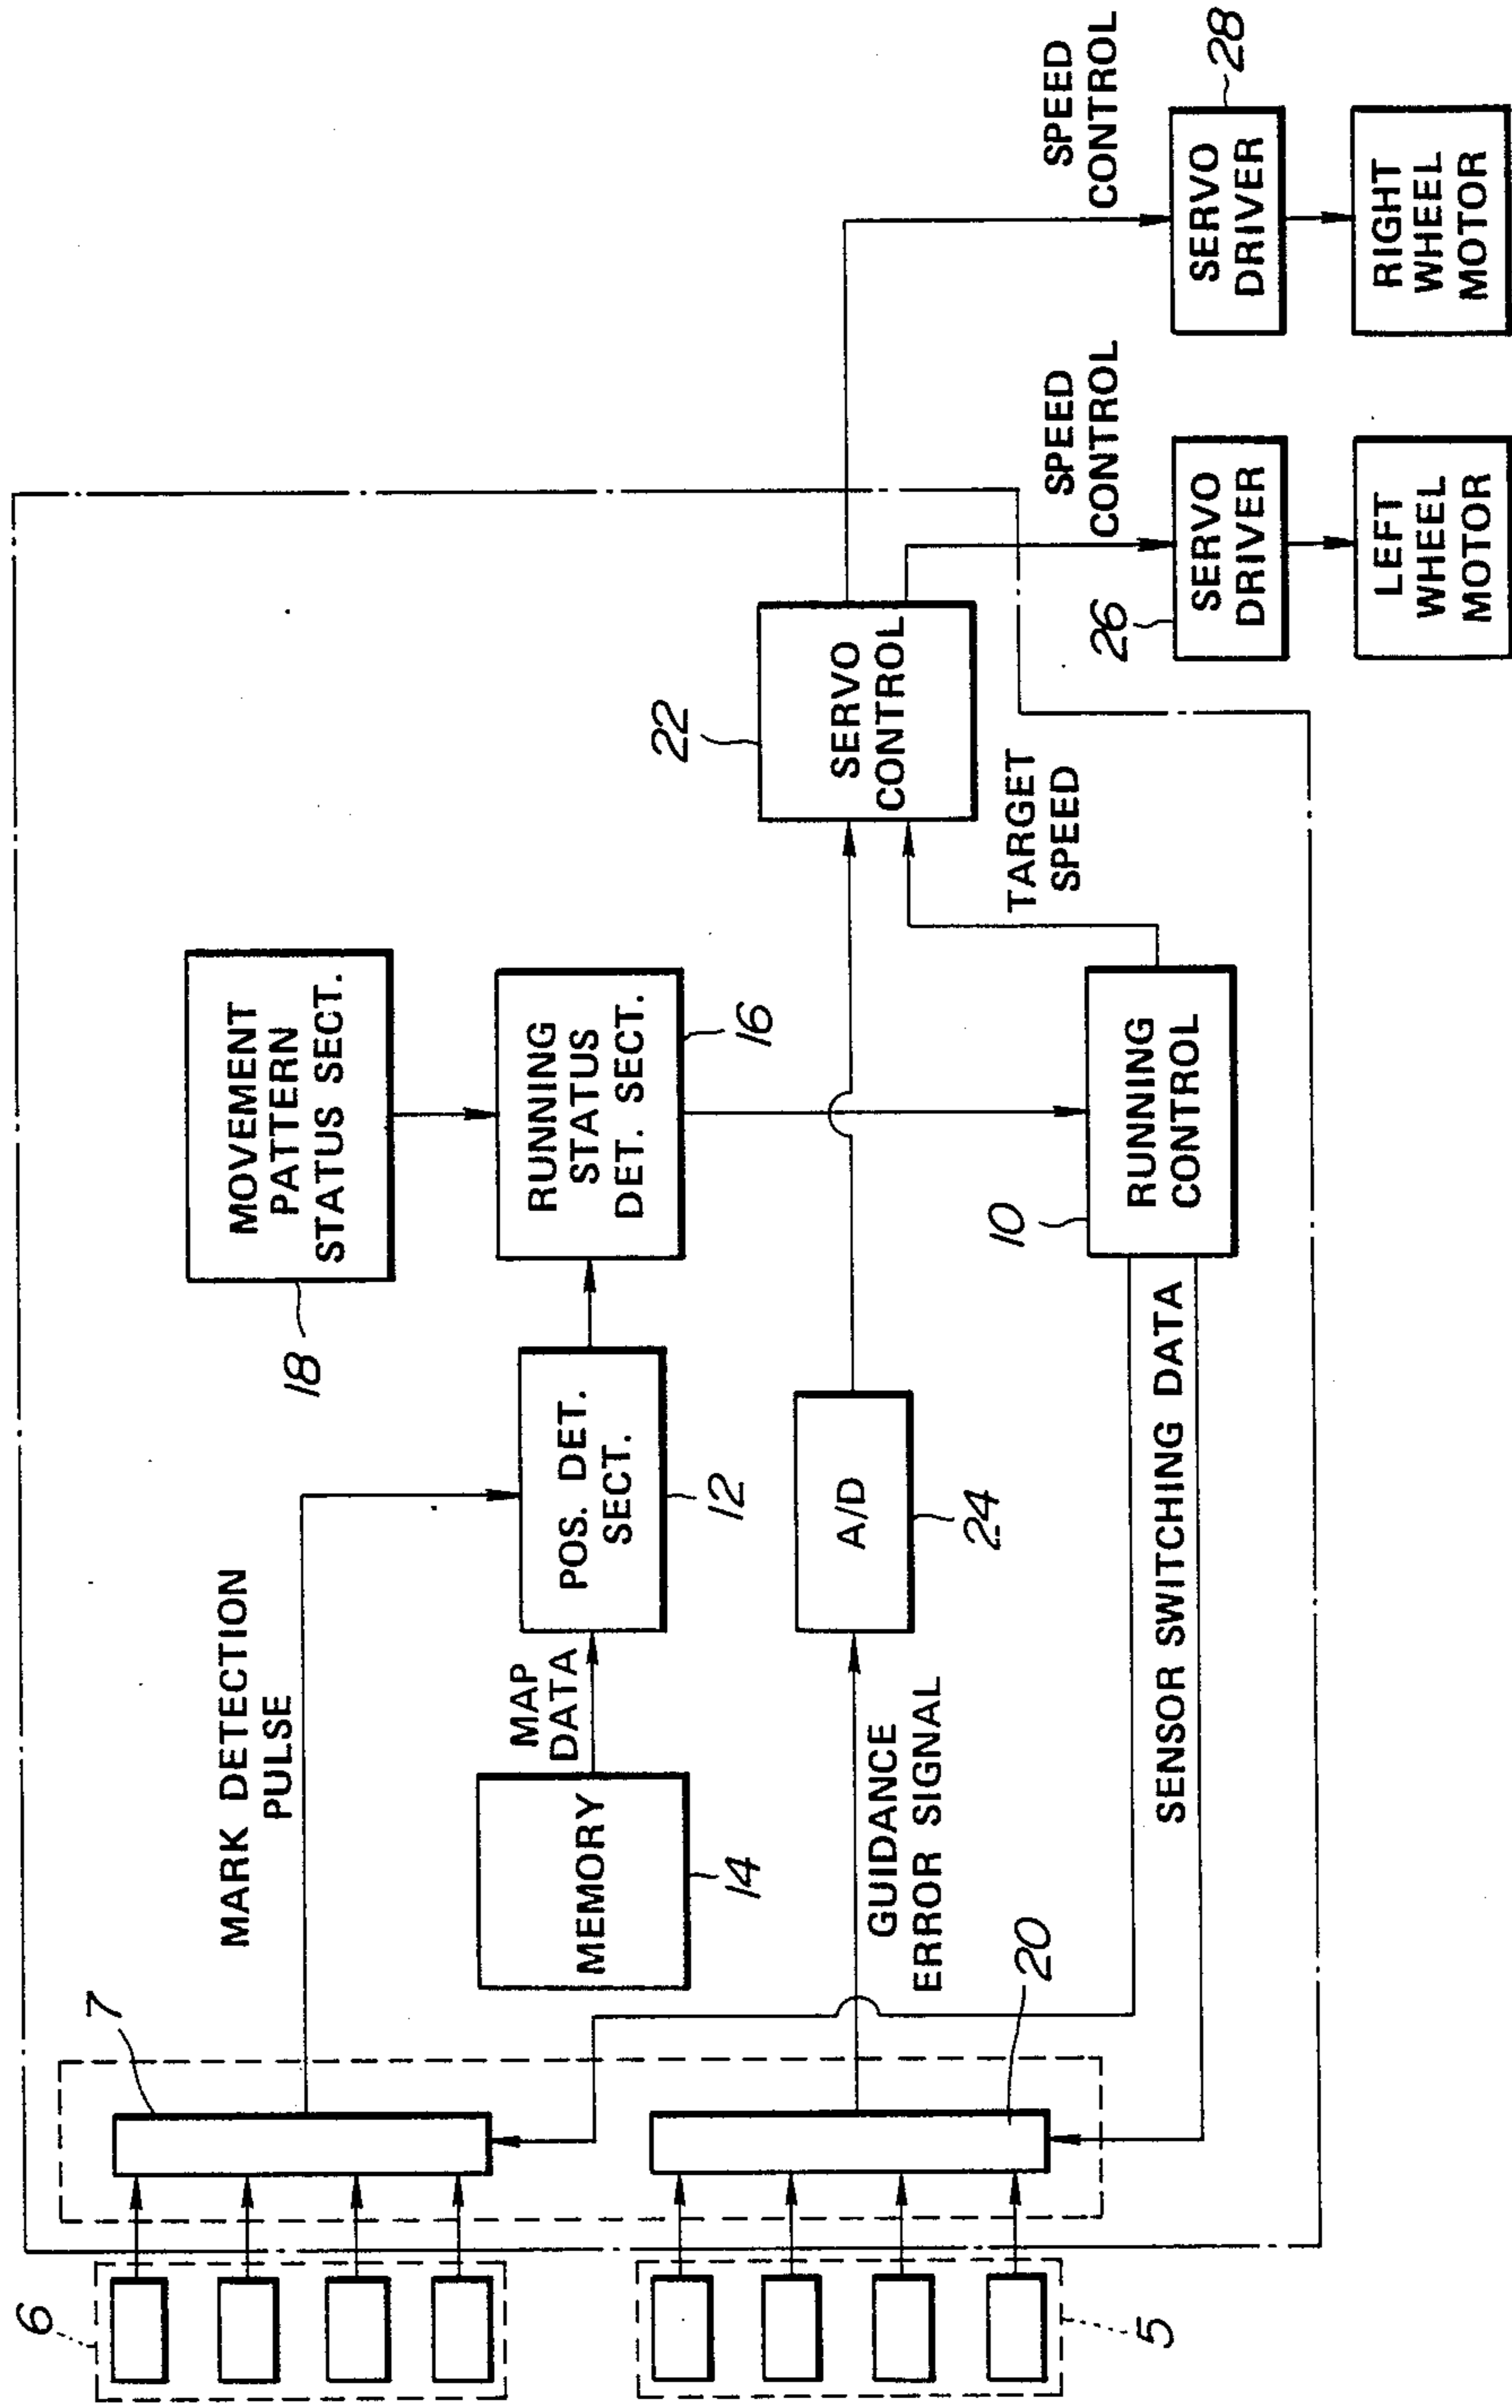 6
7
MARK DETECTION
PULSE
MOVEMENT
PATTERN
STATUS SECT.
18
MEMORY
14
MAP
DATA
POS. DET.
SECT.
12
RUNNING
STATUS
DET. SECT.
16
5
20
GUIDANCE
ERROR SIGNAL
A/D
24
SERVO
CONTROL
22
SENSOR SWITCHING DATA
RUNNING
CONTROL
10
TARGET
SPEED
SPEED
CONTROL
SPEED
CONTROL
26
SERVO
DRIVER
SERVO
DRIVER
28
LEFT
WHEEL
MOTOR
RIGHT
WHEEL
MOTOR